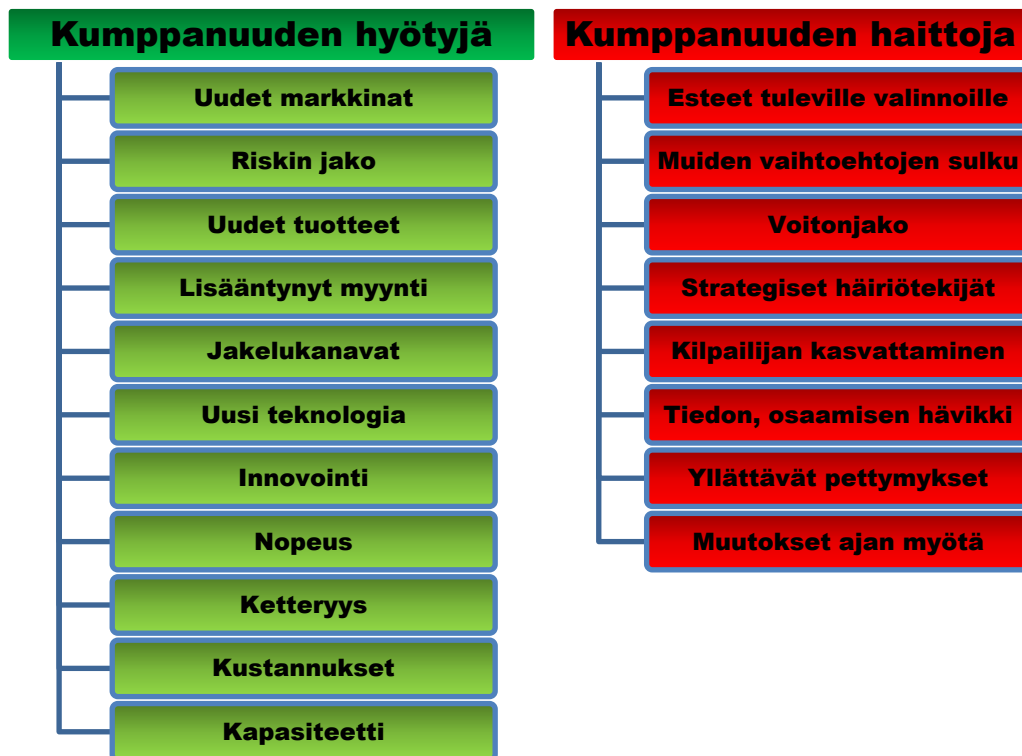 Kumppanuuden hyötyjä
Uudet markkinat
Riskin jako
Uudet tuotteet
Lisääntynyt myynti
Jakelukanavat
Uusi teknologia
Innovointi
Nopeus
Ketteryys
Kustannukset
Kapasiteetti
Kumppanuuden haittoja
Esteet tuleville valinnoille
Muiden vaihtoehtojen sulku
Voitonjako
Strategiset häiriötekijät
Kilpailijan kasvattaminen
Tiedon, osaamisen hävikki
Yllättävät pettymykset
Muutokset ajan myötä